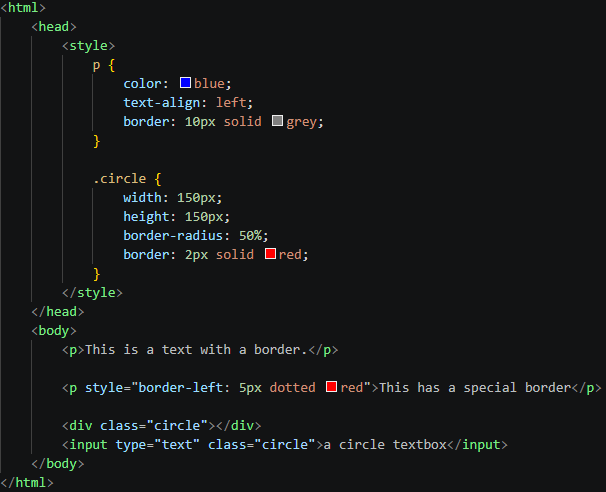 <html>
<head>
<style>
p {
color: blue;
text-align: left;
border: 10px solid grey;
}
.circle {
width: 150px;
height: 150px;
border-radius: 50%;
border: 2px solid red;
}
</style>
</head>
<body>
<p>This is a text with a border.</p>
<p style="border-left: 5px dotted red">This has a special border</p>
<div class="circle"></div>
<input type="text" class="circle">a circle textbox</input>
</body>
</html>